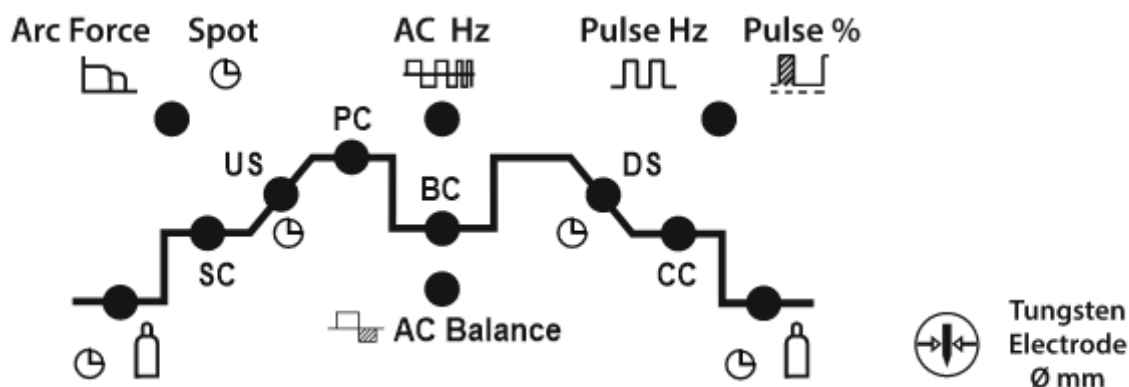 Arc Force Spot AC Hz Pulse Hz Pulse %
PC
US
DS
BC
SC
CC
AC Balance
Tungsten
Electrode
Ø mm